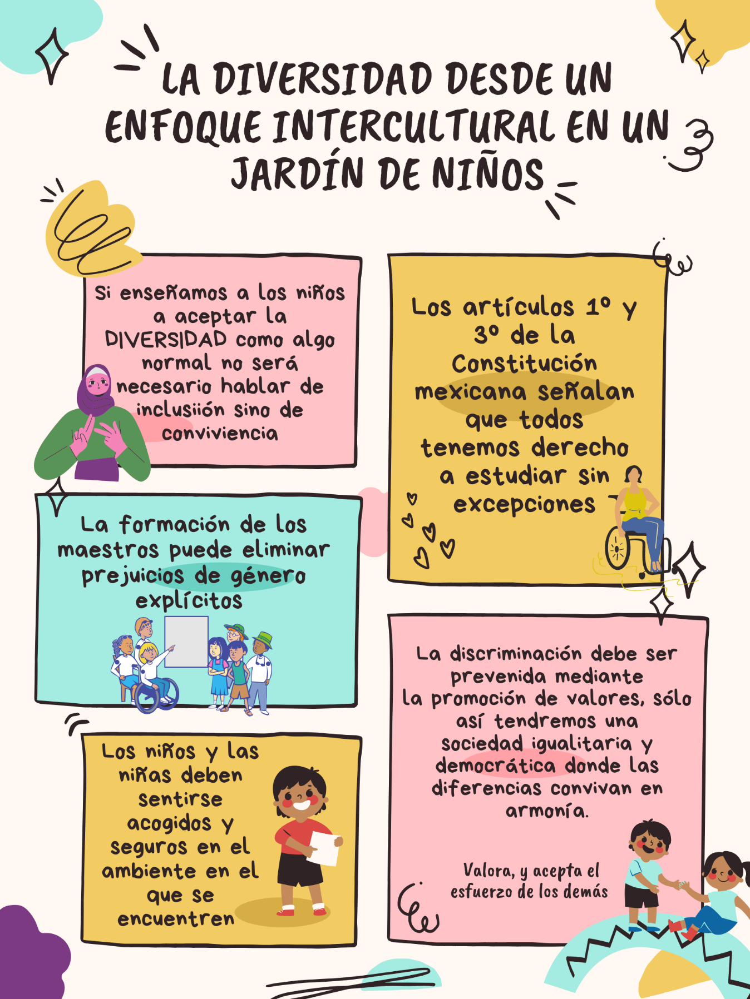 LA DIVERSIDAD DESDE UN
ENFOQUE INTERCULTURAL EN UN
JARDÍN DE NIÑOS
Si enseñamos a los niños
a aceptar la
DIVERSIDAD como algo
normal no será
necesario hablar de
inclusiión sino de
conviviencia
Los artículos 1º y
3º de la
Constitución
mexicana señalan
que todos
tenemos derecho
a estudiar sin
excepciones
La formación de los
maestros puede eliminar
prejuicios de género
explícitos
La discriminación debe ser
prevenida mediante
la promoción de valores, sólo
así tendremos una
sociedad igualitaria y
democrática donde las
diferencias convivan en
armonía.
Valora, y acepta el
esfuerzo de los demás
Los niños y las
niñas deben
sentirse
acogidos y
seguros en el
ambiente en el
que se
encuentren